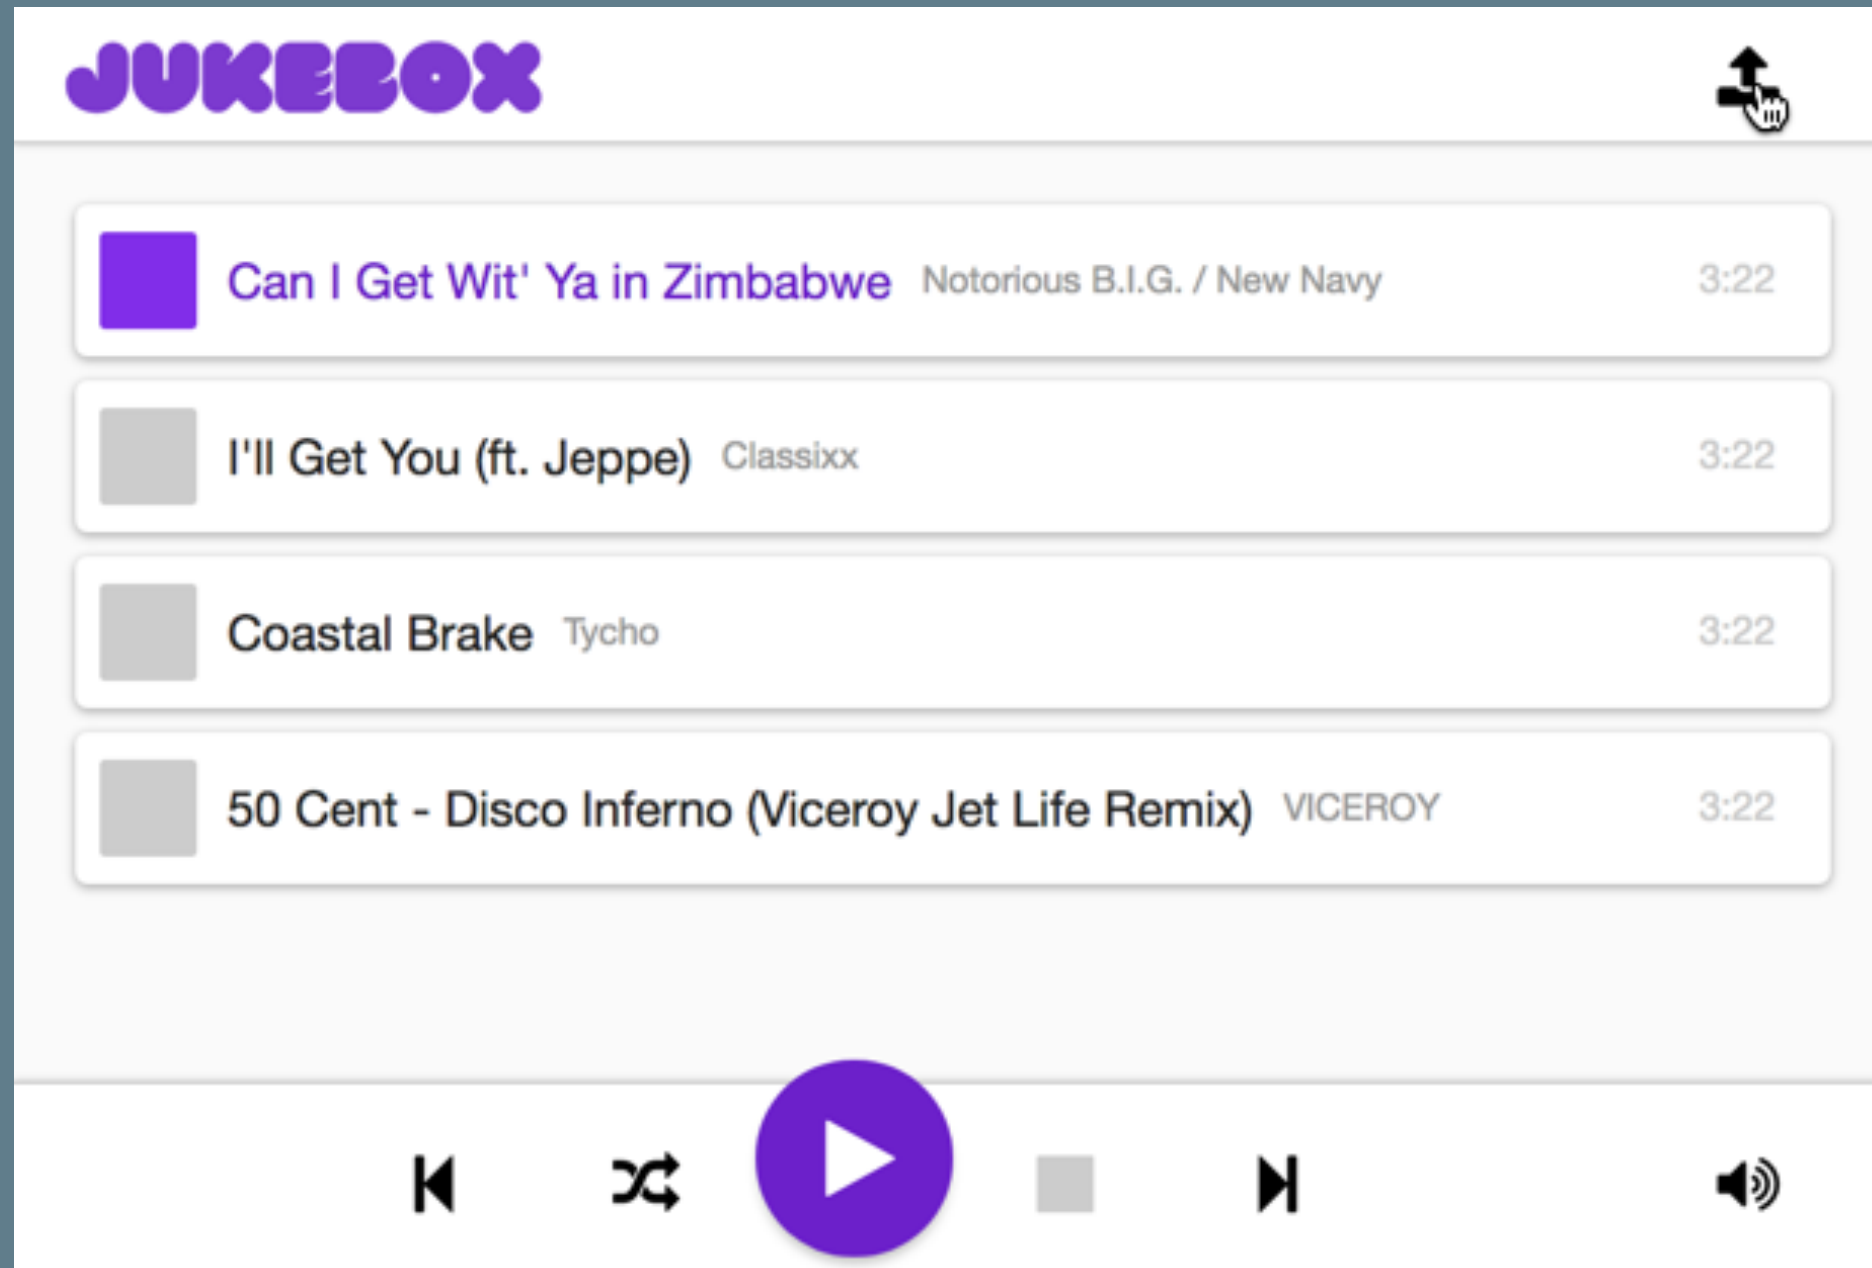 JUKEBOX
Can I Get Wit' Ya in Zimbabwe Notorious B.I.G. / New Navy 3:22
I'll Get You (ft. Jeppe) Classixx 3:22
Coastal Brake Tycho 3:22
50 Cent - Disco Inferno (Viceroy Jet Life Remix) VICEROY 3:22